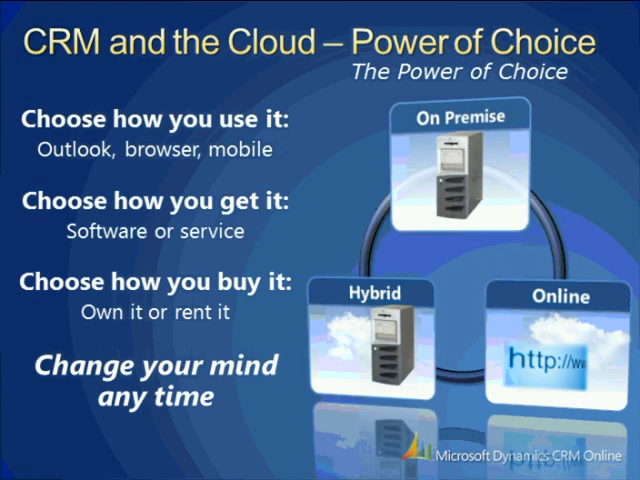 CRM and the Cloud – Power of Choice
The Power of Choice
Choose how you use it:
Outlook, browser, mobile
Choose how you get it:
Software or service
Choose how you buy it:
Own it or rent it
Change your mind
any time
On Premise
Hybrid
Online
http://ww
Microsoft Dynamics CRM Online